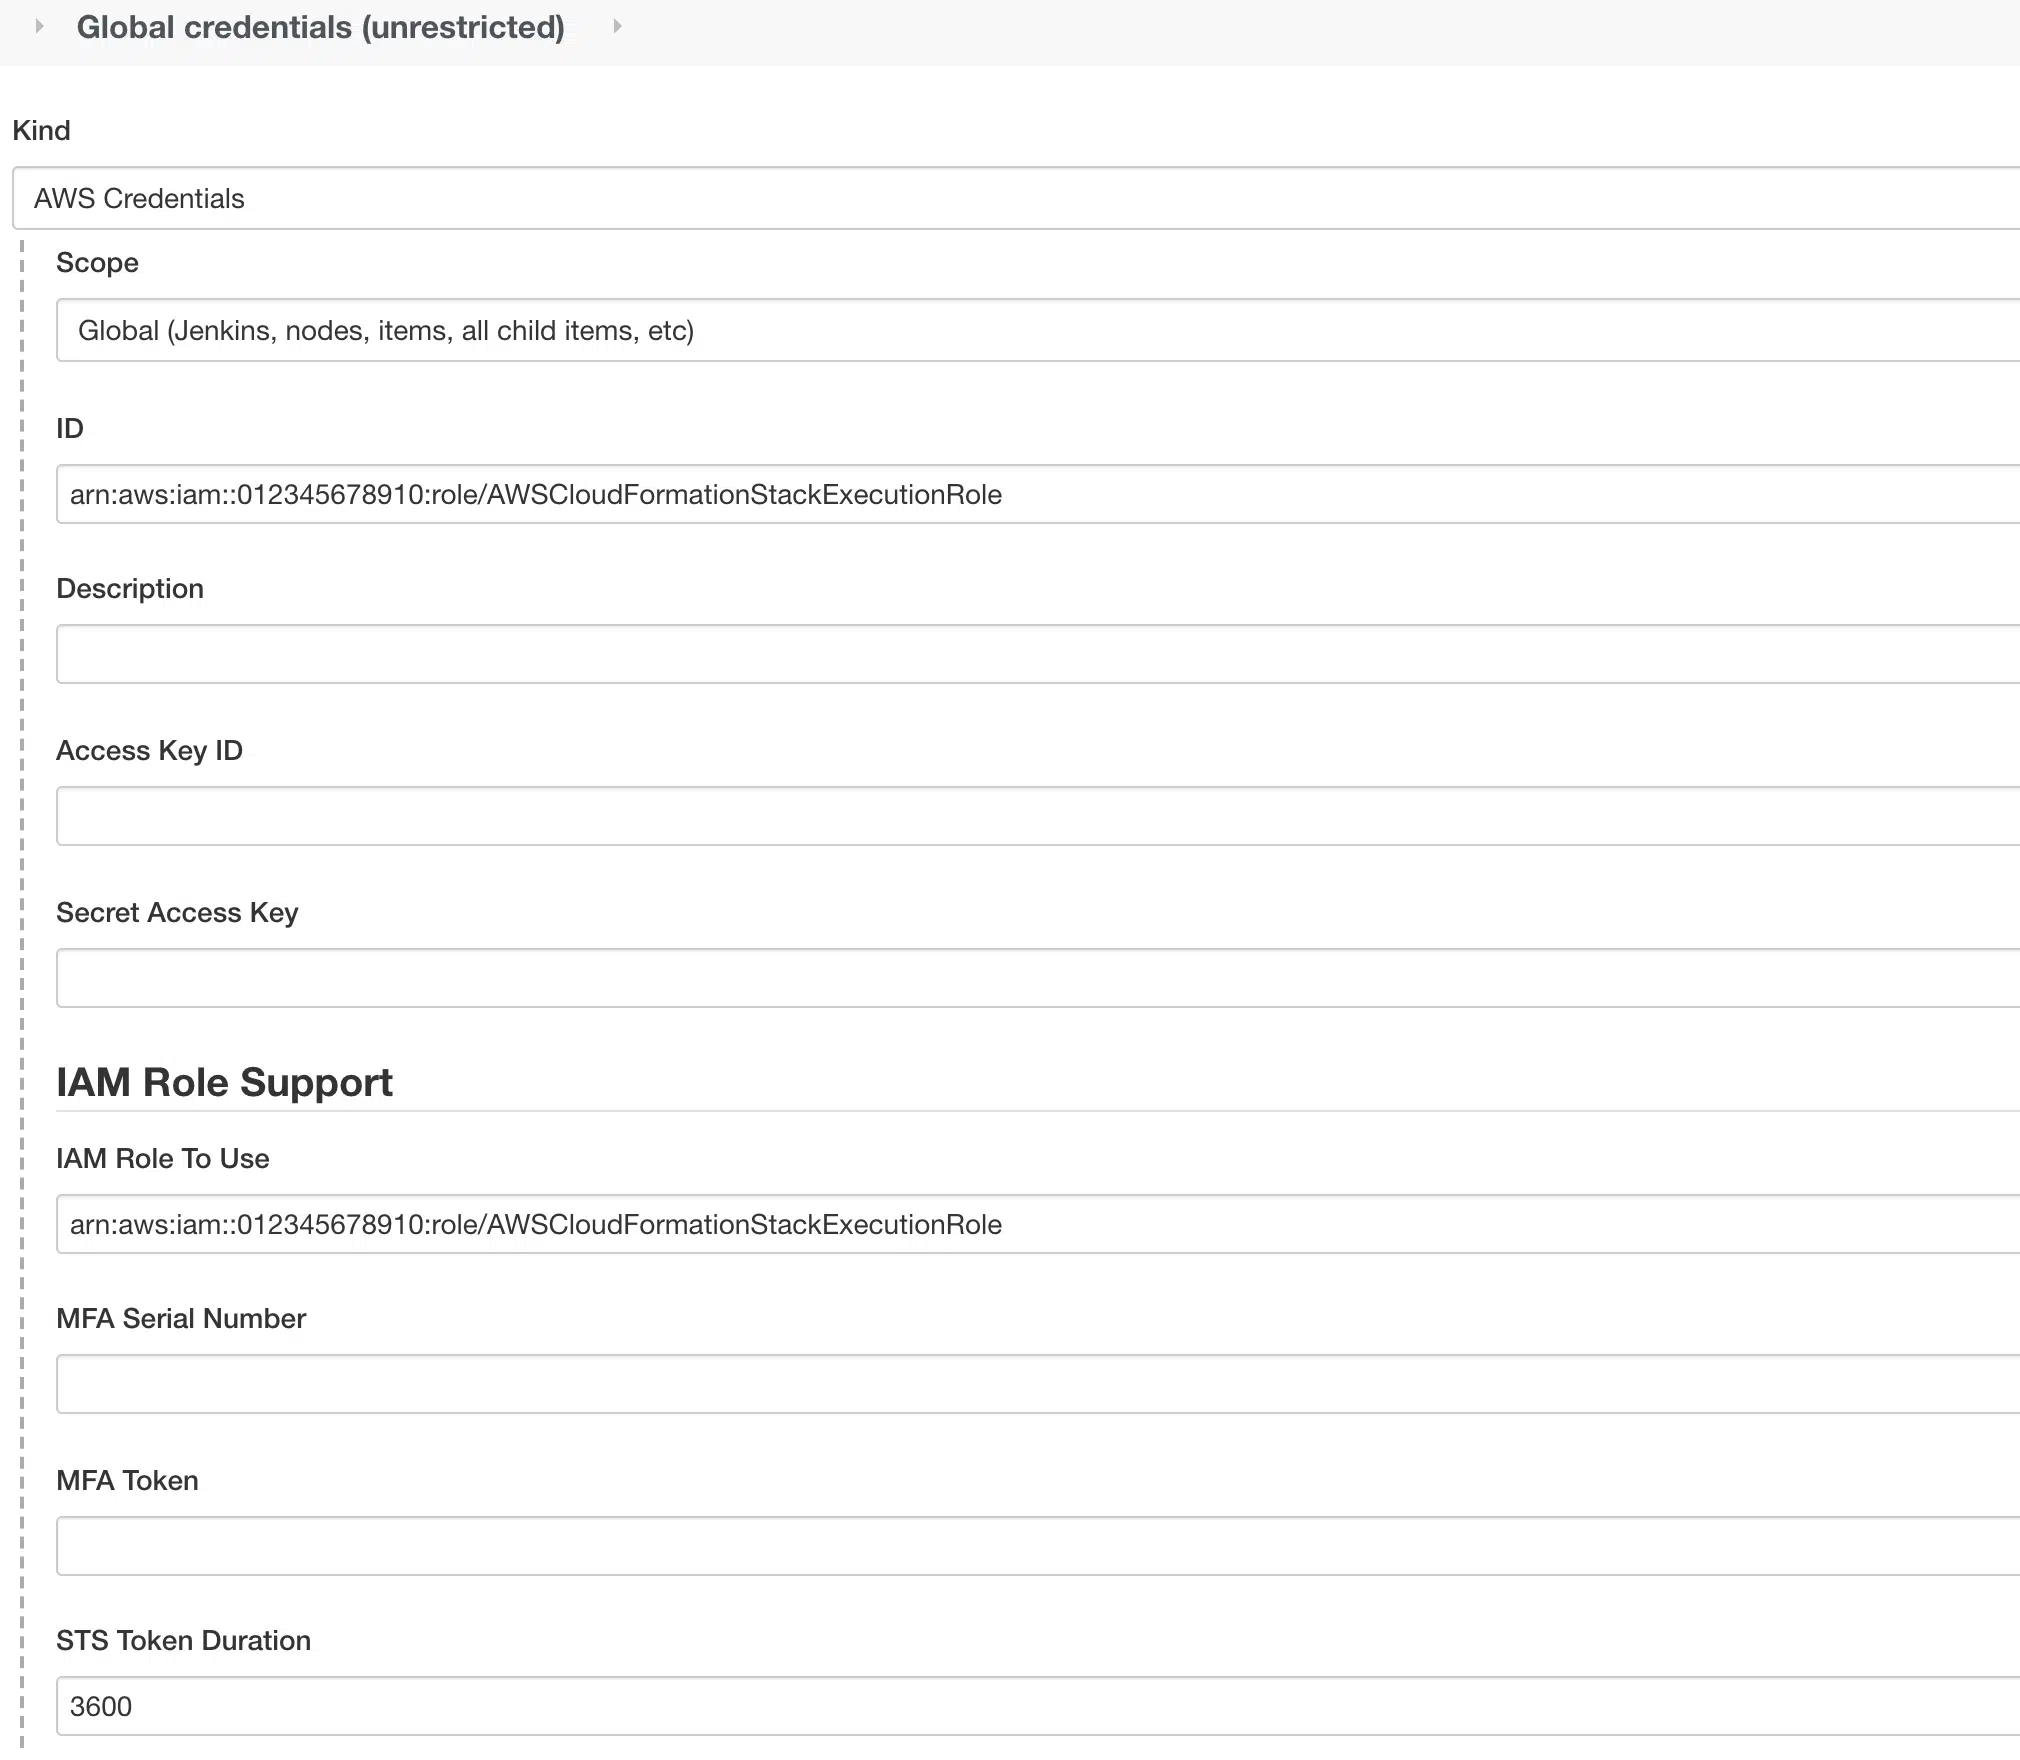 Global credentials (unrestricted)
Kind
AWS Credentials
Scope
Global (Jenkins, nodes, items, all child items, etc)
ID
arn:aws:iam::012345678910:role/AWSCloudFormationStackExecutionRole
Description
Access Key ID
Secret Access Key
IAM Role Support
IAM Role To Use
arn:aws:iam::012345678910:role/AWSCloudFormationStackExecutionRole
MFA Serial Number
MFA Token
STS Token Duration
3600